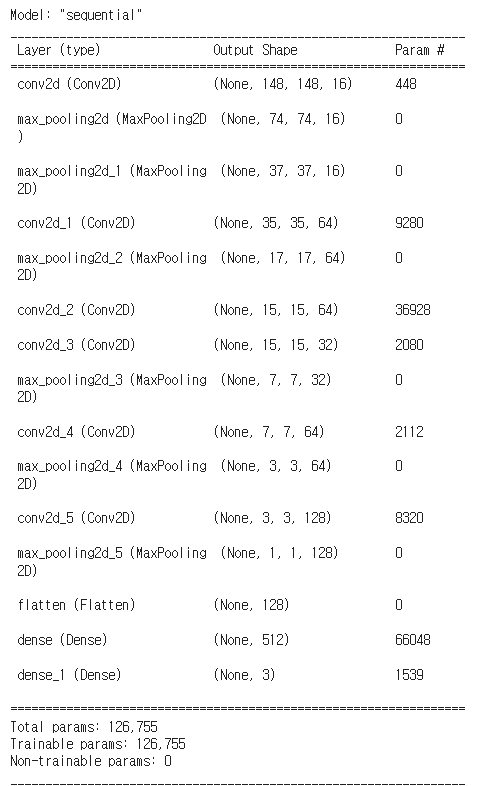 Model: "sequential"
_________________________________________________________________
Layer (type) Output Shape Param #
=================================================================
conv2d (Conv2D) (None, 148, 148, 16) 448
max_pooling2d (MaxPooling2D (None, 74, 74, 16) 0
)
max_pooling2d_1 (MaxPooling (None, 37, 37, 16) 0
2D)
conv2d_1 (Conv2D) (None, 35, 35, 64) 9280
max_pooling2d_2 (MaxPooling (None, 17, 17, 64) 0
2D)
conv2d_2 (Conv2D) (None, 15, 15, 64) 36928
conv2d_3 (Conv2D) (None, 15, 15, 32) 2080
max_pooling2d_3 (MaxPooling (None, 7, 7, 32) 0
2D)
conv2d_4 (Conv2D) (None, 7, 7, 64) 2112
max_pooling2d_4 (MaxPooling (None, 3, 3, 64) 0
2D)
conv2d_5 (Conv2D) (None, 3, 3, 128) 8320
max_pooling2d_5 (MaxPooling (None, 1, 1, 128) 0
2D)
flatten (Flatten) (None, 128) 0
dense (Dense) (None, 512) 66048
dense_1 (Dense) (None, 3) 1539
=================================================================
Total params: 126,755
Trainable params: 126,755
Non-trainable params: 0
_________________________________________________________________